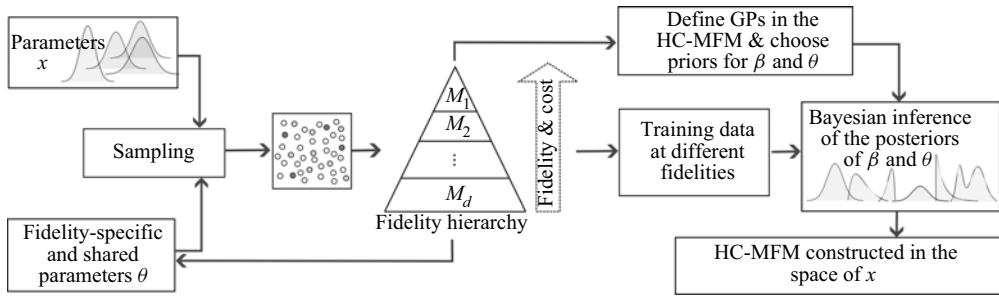 Parameters
x
Sampling
Fidelity-specific
and shared
parameters θ
M1
M2
⋮
Md
Fidelity hierarchy
Fidelity & cost
Define GPs in the
HC-MFM & choose
priors for β and θ
Training data
at different
fidelities
Bayesian inference
of the posteriors
of β and θ
HC-MFM constructed in the
space of x